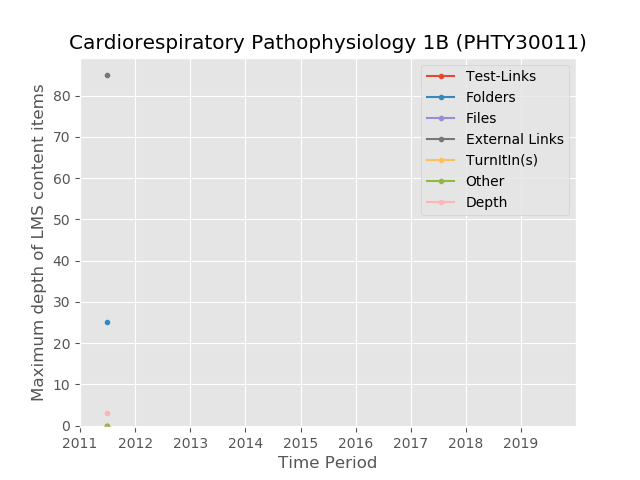 Cardiorespiratory Pathophysiology 1B (PHTY30011)
Maximum depth of LMS content items
80
70
60
50
40
30
20
10
0
Test-Links
Folders
Files
External Links
TurnItIn(s)
Other
Depth
2011 2012 2013 2014 2015 2016 2017 2018 2019
Time Period